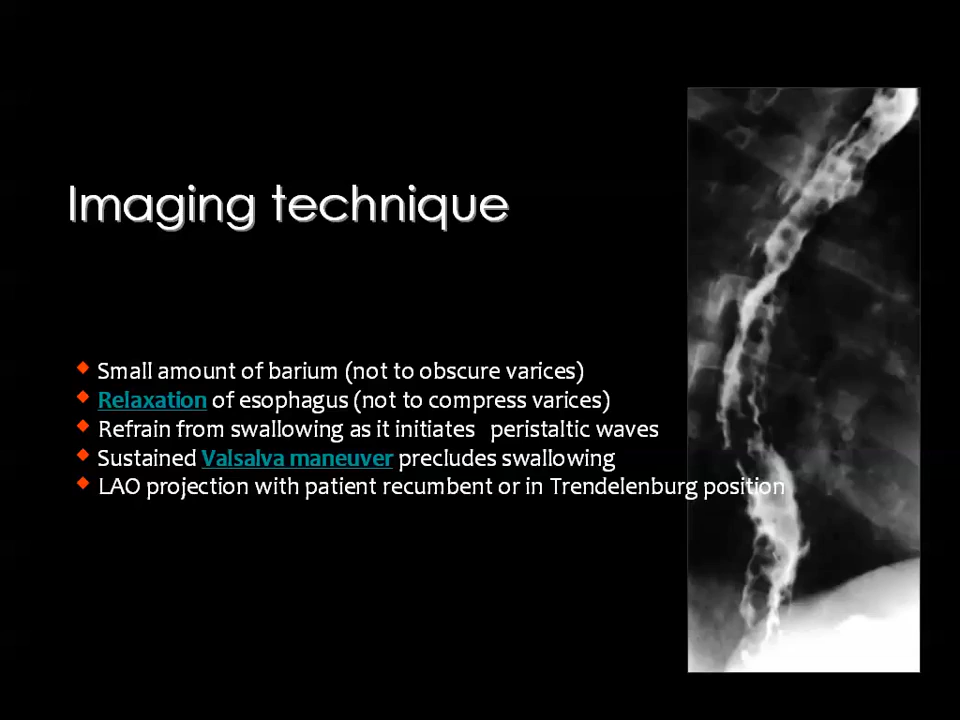 Imaging technique
Small amount of barium (not to obscure varices)
Relaxation of esophagus (not to compress varices)
Refrain from swallowing as it initiates peristaltic waves
Sustained Valsalva maneuver precludes swallowing
LAO projection with patient recumbent or in Trendelenburg position